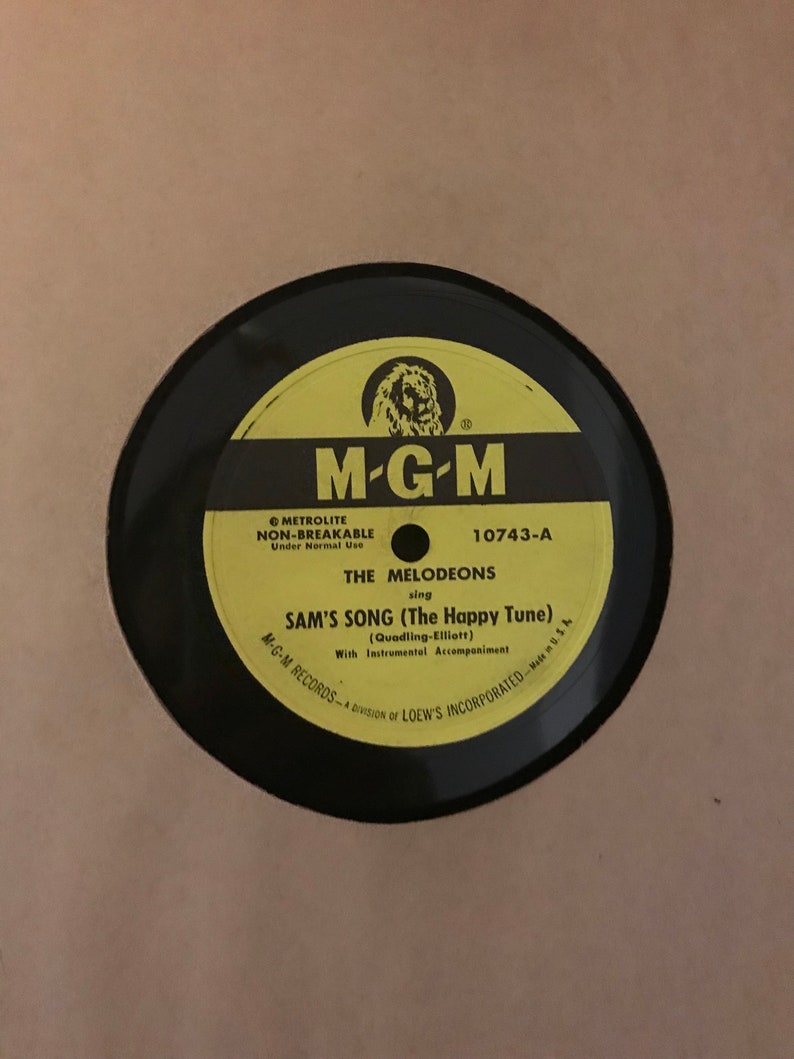 ®
M-G-M
℗ METROLITE
NON-BREAKABLE
Under Normal Use
10743-A
THE MELODEONS
sing
SAM'S SONG (The Happy Tune)
(Quadling-Elliott)
With Instrumental Accompaniment
M-G-M RECORDS—A DIVISION OF LOEW'S INCORPORATED—Made in U. S. A.